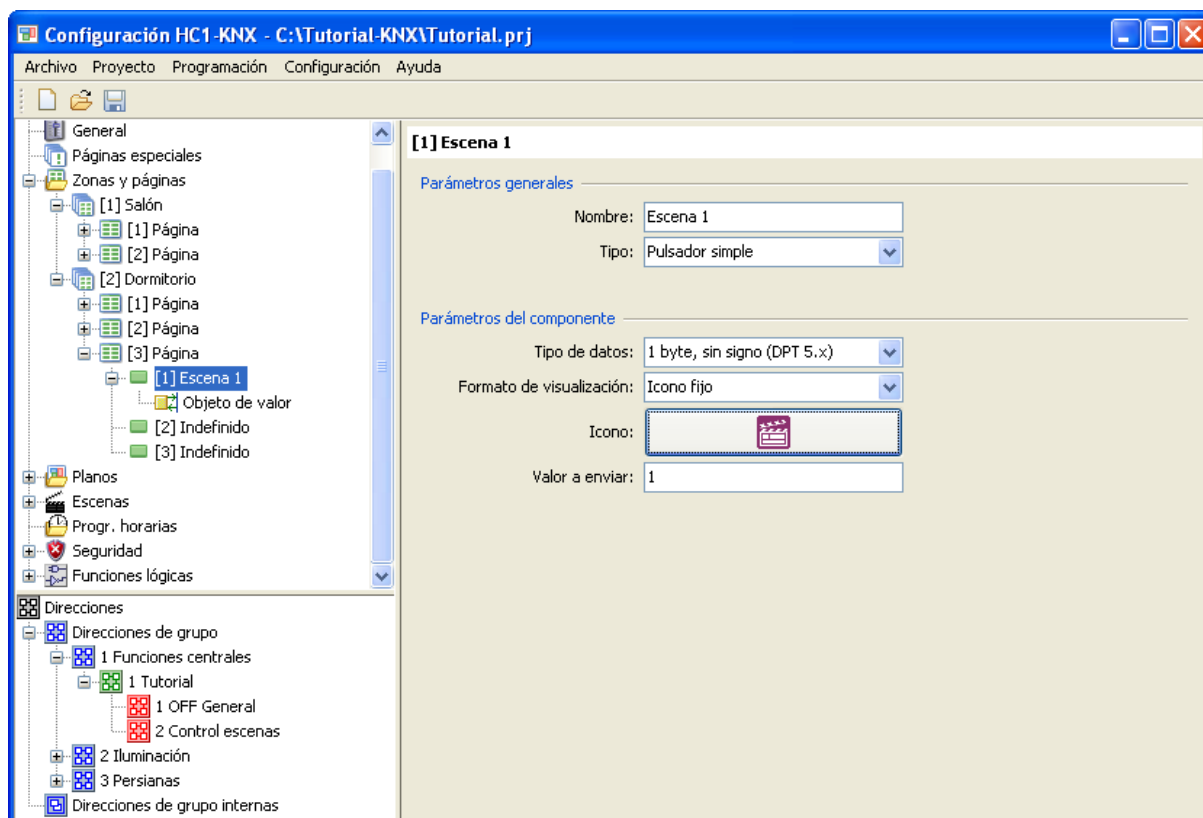 Configuración HC1-KNX - C:\Tutorial-KNX\Tutorial.prj
Archivo Proyecto Programación Configuración Ayuda
General
Páginas especiales
Zonas y páginas
[1] Salón
[1] Página
[2] Página
[2] Dormitorio
[1] Página
[2] Página
[3] Página
[1] Escena 1
Objeto de valor
[2] Indefinido
[3] Indefinido
Planos
Escenas
Progr. horarias
Seguridad
Funciones lógicas
Direcciones
Direcciones de grupo
1 Funciones centrales
1 Tutorial
1 OFF General
2 Control escenas
2 Iluminación
3 Persianas
Direcciones de grupo internas
[1] Escena 1
Parámetros generales
Nombre: Escena 1
Tipo: Pulsador simple
Parámetros del componente
Tipo de datos: 1 byte, sin signo (DPT 5.x)
Formato de visualización: Icono fijo
Icono:
Valor a enviar: 1